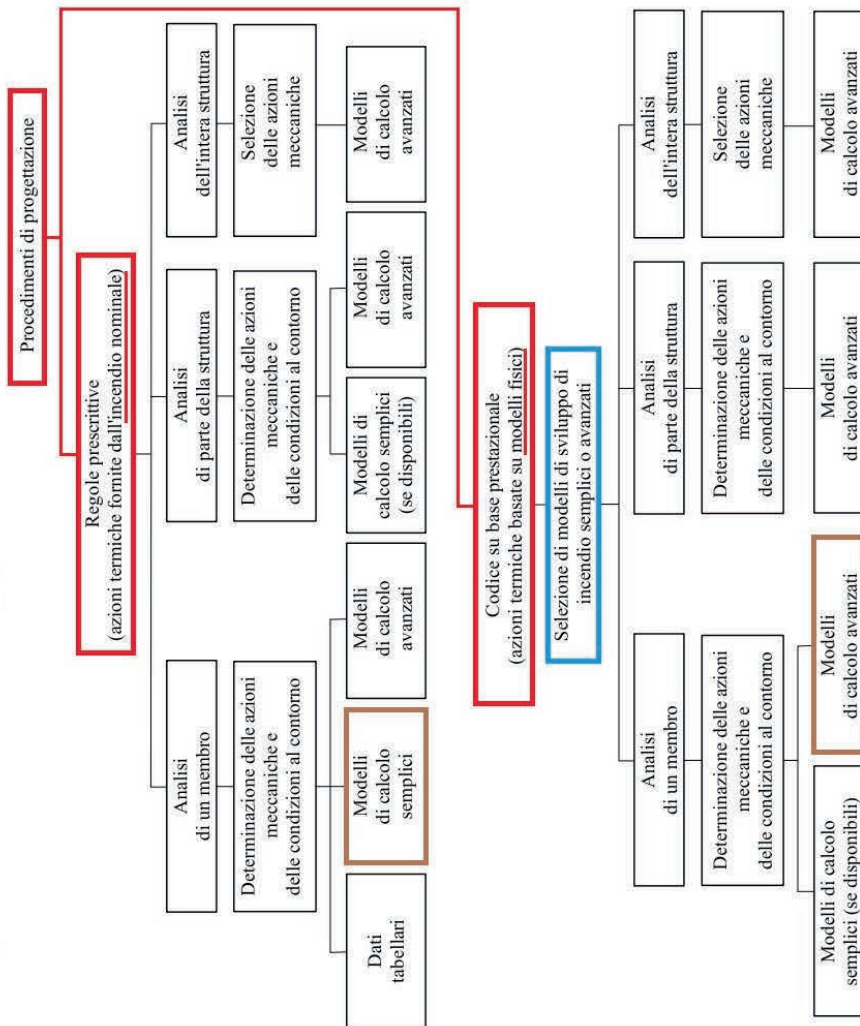 Procedimenti di progettazione
Regole prescrittive
(azioni termiche fornite dall'incendio nominale)
Analisi
di un membro
Analisi
di parte della struttura
Analisi
dell'intera struttura
Determinazione delle azioni
meccaniche e
delle condizioni al contorno
Determinazione delle azioni
meccaniche e
delle condizioni al contorno
Selezione
delle azioni
meccaniche
Dati
tabellari
Modelli
di calcolo
semplici
Modelli
di calcolo
avanzati
Modelli di
calcolo semplici
(se disponibili)
Modelli
di calcolo
avanzati
Modelli
di calcolo
avanzati
Codice su base prestazionale
(azioni termiche basate su modelli fisici)
Selezione di modelli di sviluppo di
incendio semplici o avanzati
Analisi
di un membro
Analisi
di parte della struttura
Analisi
dell'intera struttura
Determinazione delle azioni
meccaniche e
delle condizioni al contorno
Determinazione delle azioni
meccaniche e
delle condizioni al contorno
Selezione
delle azioni
meccaniche
Modelli di calcolo
semplici (se disponibili)
Modelli
di calcolo avanzati
Modelli
di calcolo avanzati
Modelli
di calcolo avanzati